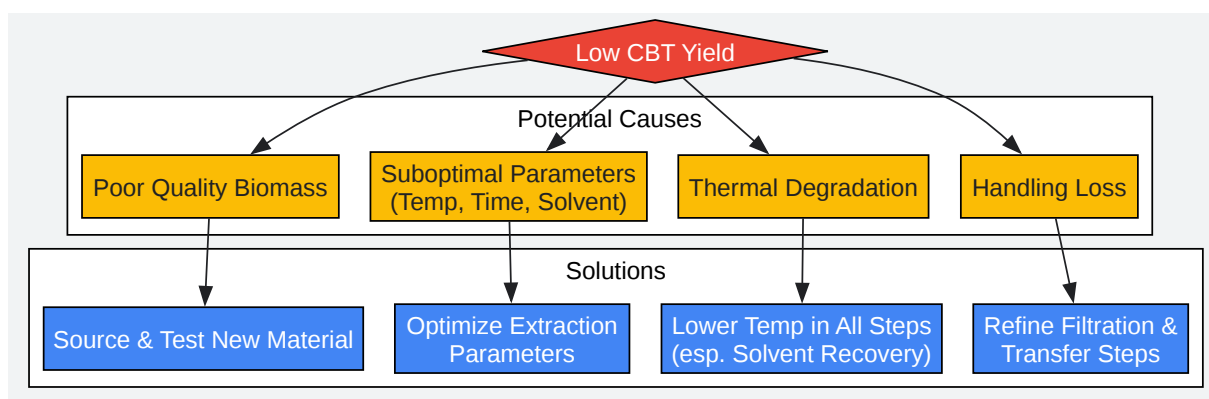 Low CBT Yield
Potential Causes
Poor Quality Biomass
Suboptimal Parameters
(Temp, Time, Solvent)
Thermal Degradation
Handling Loss
Solutions
Source & Test New Material
Optimize Extraction
Parameters
Lower Temp in All Steps
(esp. Solvent Recovery)
Refine Filtration &
Transfer Steps